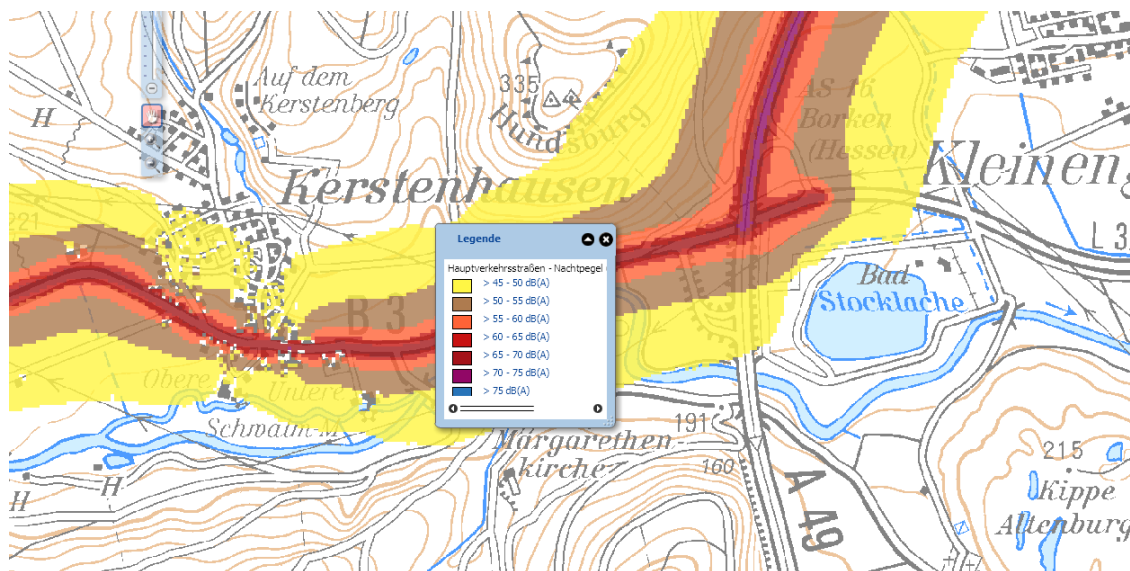 Auf dem
Kerstenberg
H
335
Hundsburg
AS 16
Borken
(Hessen)
Kerstenhausen
Kleineng
221
L 3
Legende
Hauptverkehrsstraßen - Nachtpegel
> 45 - 50 dB(A)
> 50 - 55 dB(A)
> 55 - 60 dB(A)
> 60 - 65 dB(A)
> 65 - 70 dB(A)
> 70 - 75 dB(A)
> 75 dB(A)
Bad
Stocklache
B 3
Obere
Untere
Schwalm-M
191
Margarethen-
kirche
160
A 49
215
Kippe
Altenburg
H
H